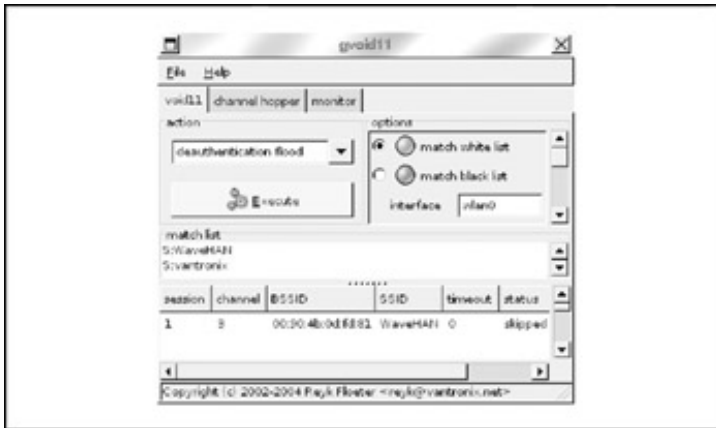 gvoid11
File Help
void11 channel hopper monitor
action
deauthentication flood
Execute
options
match white list
match black list
interface wlan0
match list
S:WaveHAN
S:vantronix
session channel BSSID SSID timeout status
1 9 WaveHAN 0 skipped
Copyright (c) 2002-2004 Reyk Floeter <reyk@vantronix.net>